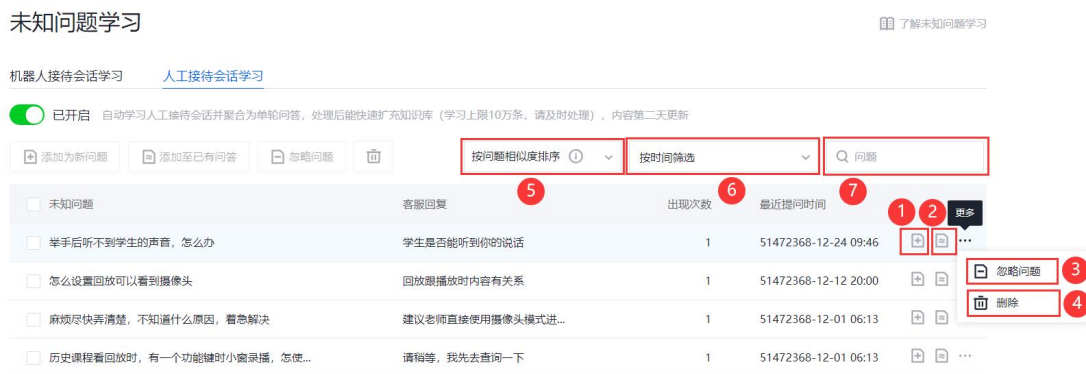 未知问题学习
了解未知问题学习
机器人接待会话学习 人工接待会话学习
已开启 自动学习人工接待会话并聚合为单轮问答，处理后能快速扩充知识库（学习上限10万条，请及时处理），内容第二天更新
添加为新问题 添加至已有问答 忽略问题 按问题相似度排序 按时间筛选 问题
5 6 7
未知问题 客服回复 出现次数 最近提问时间 1 2 更多
举手后听不到学生的声音，怎么办 学生是否能听到你的说话 1 51472368-12-24 09:46
忽略问题 3
怎么设置回放可以看到摄像头 回放跟播放时内容有关系 1 51472368-12-12 20:00
删除 4
麻烦尽快弄清楚，不知道什么原因，着急解决 建议老师直接使用摄像头模式进... 1 51472368-12-01 06:13
历史课程看回放时，有一个功能键时小窗录播，怎使... 请稍等，我先去查询一下 1 51472368-12-01 06:13